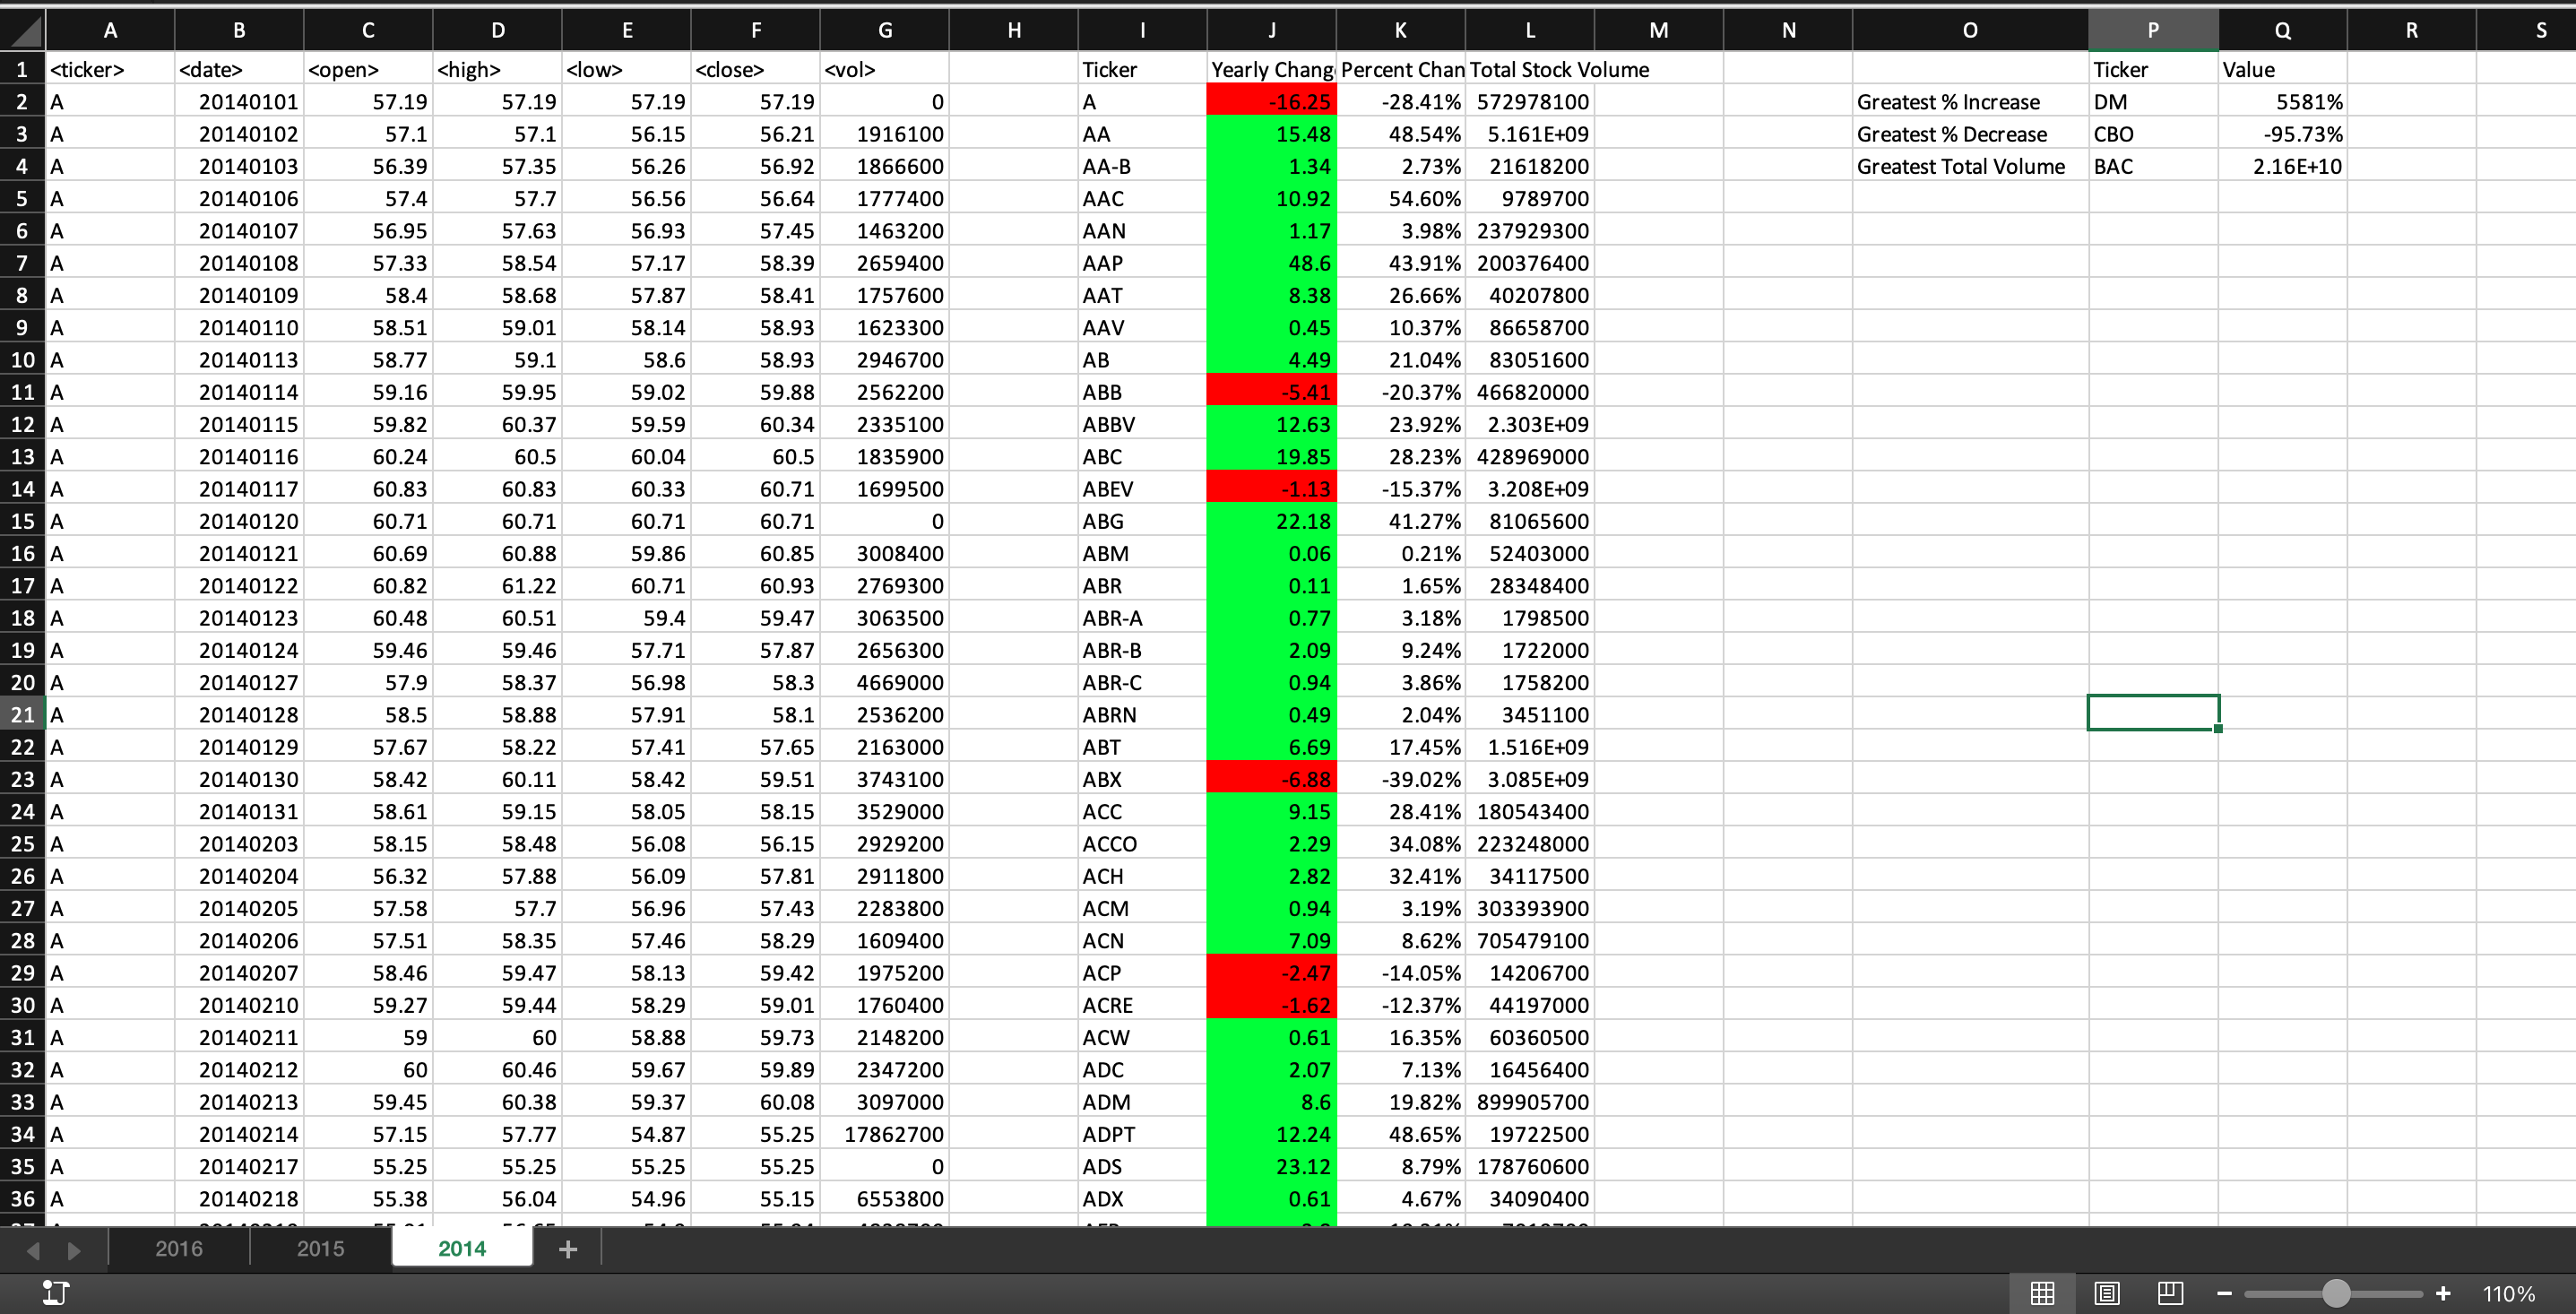 A B C D E F G H I J K L M N O P Q R S
1 <ticker> <date> <open> <high> <low> <close> <vol> Ticker Yearly Chang Percent Chan Total Stock Volume Ticker Value
2 A 20140101 57.19 57.19 57.19 57.19 0 A -16.25 -28.41% 572978100 Greatest % Increase DM 5581%
3 A 20140102 57.1 57.1 56.15 56.21 1916100 AA 15.48 48.54% 5.161E+09 Greatest % Decrease CBO -95.73%
4 A 20140103 56.39 57.35 56.26 56.92 1866600 AA-B 1.34 2.73% 21618200 Greatest Total Volume BAC 2.16E+10
5 A 20140106 57.4 57.7 56.56 56.64 1777400 AAC 10.92 54.60% 9789700
6 A 20140107 56.95 57.63 56.93 57.45 1463200 AAN 1.17 3.98% 237929300
7 A 20140108 57.33 58.54 57.17 58.39 2659400 AAP 48.6 43.91% 200376400
8 A 20140109 58.4 58.68 57.87 58.41 1757600 AAT 8.38 26.66% 40207800
9 A 20140110 58.51 59.01 58.14 58.93 1623300 AAV 0.45 10.37% 86658700
10 A 20140113 58.77 59.1 58.6 58.93 2946700 AB 4.49 21.04% 83051600
11 A 20140114 59.16 59.95 59.02 59.88 2562200 ABB -5.41 -20.37% 466820000
12 A 20140115 59.82 60.37 59.59 60.34 2335100 ABBV 12.63 23.92% 2.303E+09
13 A 20140116 60.24 60.5 60.04 60.5 1835900 ABC 19.85 28.23% 428969000
14 A 20140117 60.83 60.83 60.33 60.71 1699500 ABEV -1.13 -15.37% 3.208E+09
15 A 20140120 60.71 60.71 60.71 60.71 0 ABG 22.18 41.27% 81065600
16 A 20140121 60.69 60.88 59.86 60.85 3008400 ABM 0.06 0.21% 52403000
17 A 20140122 60.82 61.22 60.71 60.93 2769300 ABR 0.11 1.65% 28348400
18 A 20140123 60.48 60.51 59.4 59.47 3063500 ABR-A 0.77 3.18% 1798500
19 A 20140124 59.46 59.46 57.71 57.87 2656300 ABR-B 2.09 9.24% 1722000
20 A 20140127 57.9 58.37 56.98 58.3 4669000 ABR-C 0.94 3.86% 1758200
21 A 20140128 58.5 58.88 57.91 58.1 2536200 ABRN 0.49 2.04% 3451100
22 A 20140129 57.67 58.22 57.41 57.65 2163000 ABT 6.69 17.45% 1.516E+09
23 A 20140130 58.42 60.11 58.42 59.51 3743100 ABX -6.88 -39.02% 3.085E+09
24 A 20140131 58.61 59.15 58.05 58.15 3529000 ACC 9.15 28.41% 180543400
25 A 20140203 58.15 58.48 56.08 56.15 2929200 ACCO 2.29 34.08% 223248000
26 A 20140204 56.32 57.88 56.09 57.81 2911800 ACH 2.82 32.41% 34117500
27 A 20140205 57.58 57.7 56.96 57.43 2283800 ACM 0.94 3.19% 303393900
28 A 20140206 57.51 58.35 57.46 58.29 1609400 ACN 7.09 8.62% 705479100
29 A 20140207 58.46 59.47 58.13 59.42 1975200 ACP -2.47 -14.05% 14206700
30 A 20140210 59.27 59.44 58.29 59.01 1760400 ACRE -1.62 -12.37% 44197000
31 A 20140211 59 60 58.88 59.73 2148200 ACW 0.61 16.35% 60360500
32 A 20140212 60 60.46 59.67 59.89 2347200 ADC 2.07 7.13% 16456400
33 A 20140213 59.45 60.38 59.37 60.08 3097000 ADM 8.6 19.82% 899905700
34 A 20140214 57.15 57.77 54.87 55.25 17862700 ADPT 12.24 48.65% 19722500
35 A 20140217 55.25 55.25 55.25 55.25 0 ADS 23.12 8.79% 178760600
36 A 20140218 55.38 56.04 54.96 55.15 6553800 ADX 0.61 4.67% 34090400
2016 2015 2014 +
110%